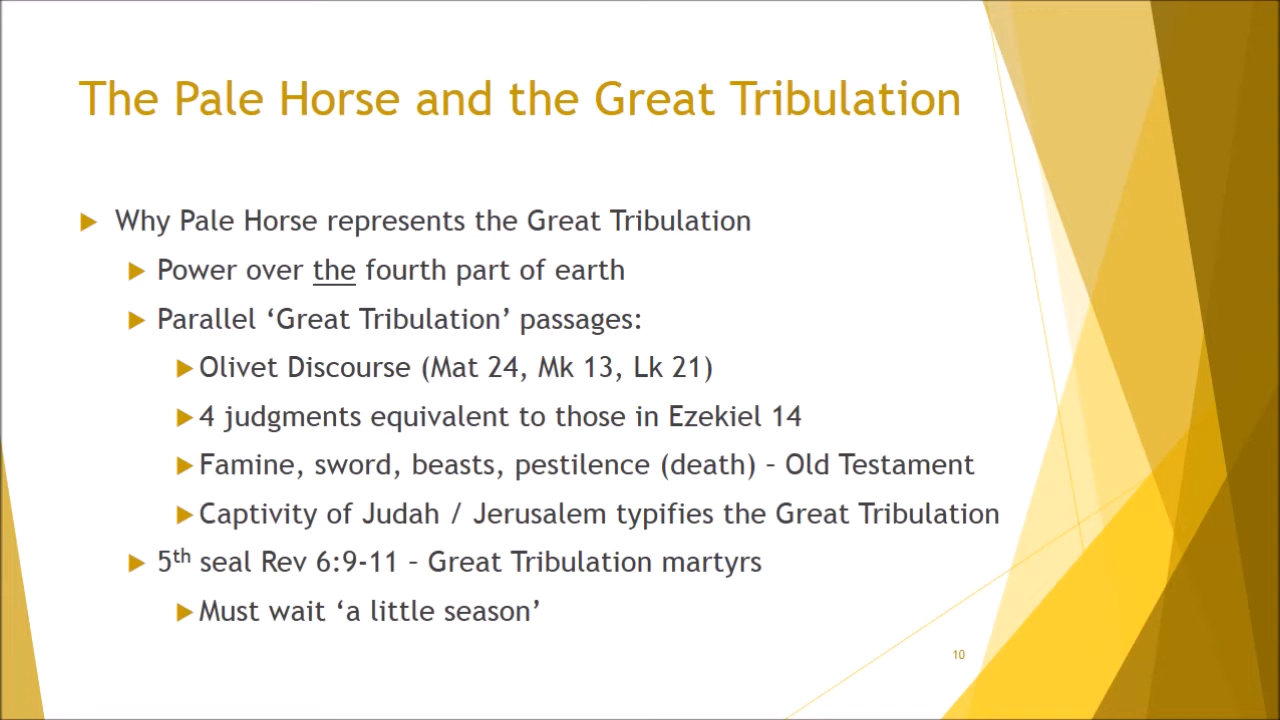 The Pale Horse and the Great Tribulation
Why Pale Horse represents the Great Tribulation
Power over the fourth part of earth
Parallel ‘Great Tribulation’ passages:
Olivet Discourse (Mat 24, Mk 13, Lk 21)
4 judgments equivalent to those in Ezekiel 14
Famine, sword, beasts, pestilence (death) – Old Testament
Captivity of Judah / Jerusalem typifies the Great Tribulation
5th seal Rev 6:9-11 – Great Tribulation martyrs
Must wait ‘a little season’
10